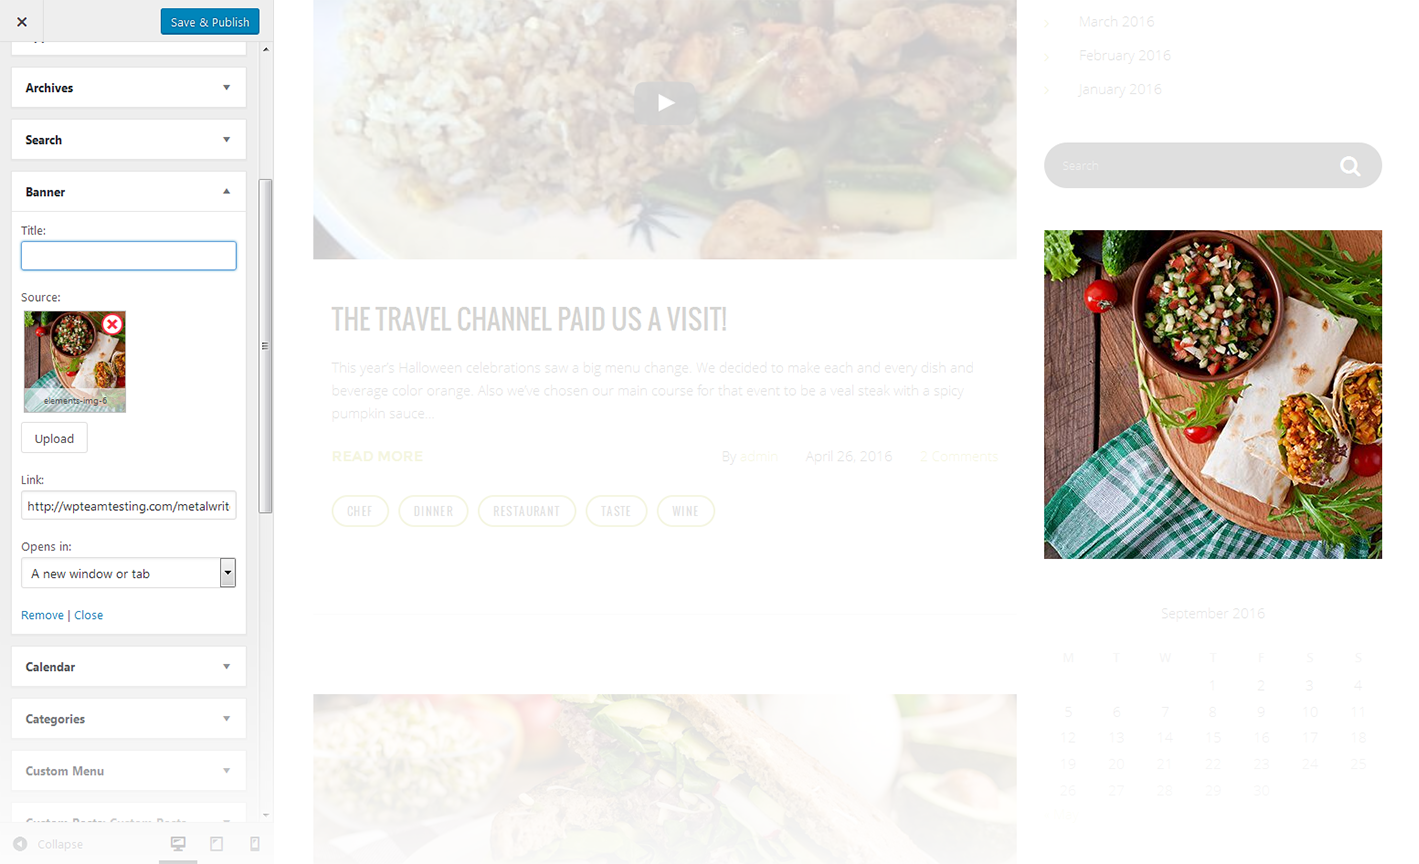 Save & Publish
Archives
Search
Banner
Title:
Source:
elements-img-6
Upload
Link:
http://wpteamtesting.com/metalwrit
Opens in:
A new window or tab
Remove | Close
Calendar
Categories
Custom Menu
Custom Posts: Custom Posts
Collapse
THE TRAVEL CHANNEL PAID US A VISIT!
This year's Halloween celebration saw a big menu change. We decided to make each and every dish and
beverage color orange. Also we've chosen our main course for the event to be a veal steak with a spicy
pumpkin sauce...
READ MORE
By admin
April 26, 2016
2 Comments
CHEF
DINNER
RESTAURANT
TASTE
WINE
March 2016
February 2016
January 2016
Search
September 2016
M T W T F S S
1 2 3 4
5 6 7 8 9 10 11
12 13 14 15 16 17 18
19 20 21 22 23 24 25
26 27 28 29 30